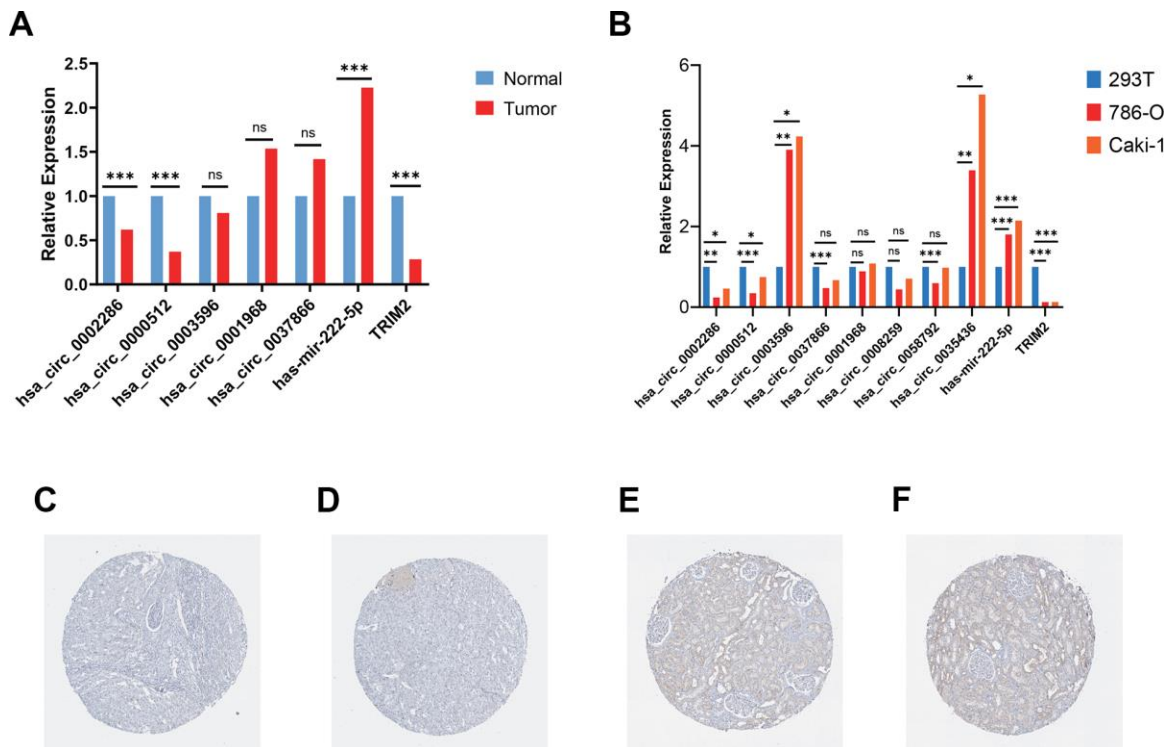 A
Relative Expression
2.5
2.0
1.5
1.0
0.5
0.0
***
***
ns
ns
ns
***
***
Normal
Tumor
hsa_circ_0002286
hsa_circ_0000512
hsa_circ_0003596
hsa_circ_0001968
hsa_circ_0037866
has-mir-222-5p
TRIM2
B
Relative Expression
6
4
2
0
*
**
*
***
*
**
ns
***
ns
ns
ns
ns
ns
***
*
**
***
***
***
***
293T
786-O
Caki-1
hsa_circ_0002286
hsa_circ_0000512
hsa_circ_0003596
hsa_circ_0037866
hsa_circ_0001968
hsa_circ_0008259
hsa_circ_0058792
hsa_circ_0035436
has-mir-222-5p
TRIM2
C
D
E
F